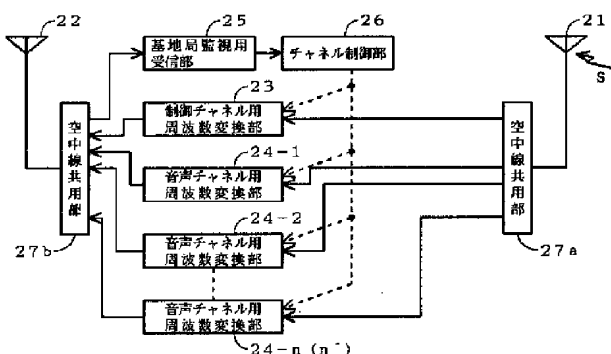 22
25
26
21
基地局監視用
受信部
チャネル制御部
S
23
制御チャネル用
周波数変換部
24-1
音声チャネル用
周波数変換部
24-2
音声チャネル用
周波数変換部
音声チャネル用
周波数変換部
24-n(n´)
空中線共用部
27b
空中線共用部
27a